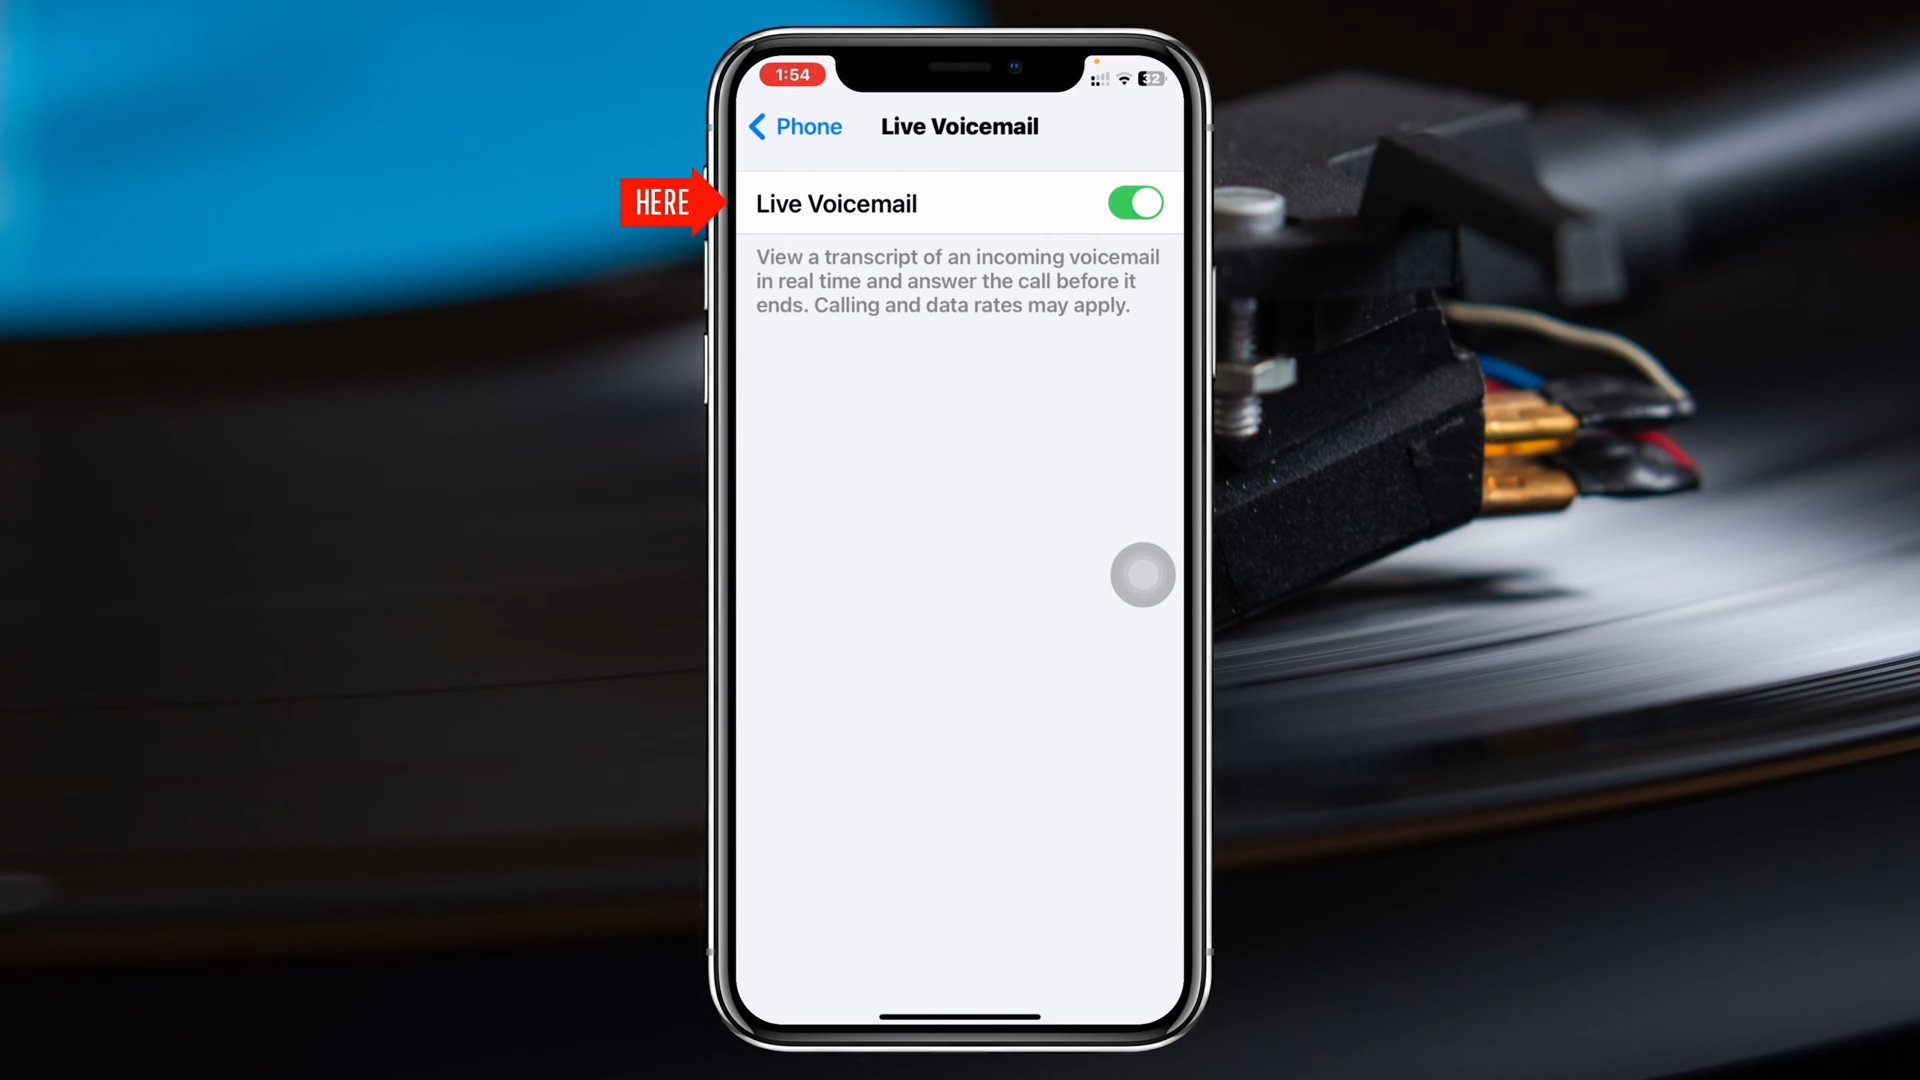 1:54
32
Phone
Live Voicemail
HERE
Live Voicemail
View a transcript of an incoming voicemail
in real time and answer the call before it
ends. Calling and data rates may apply.